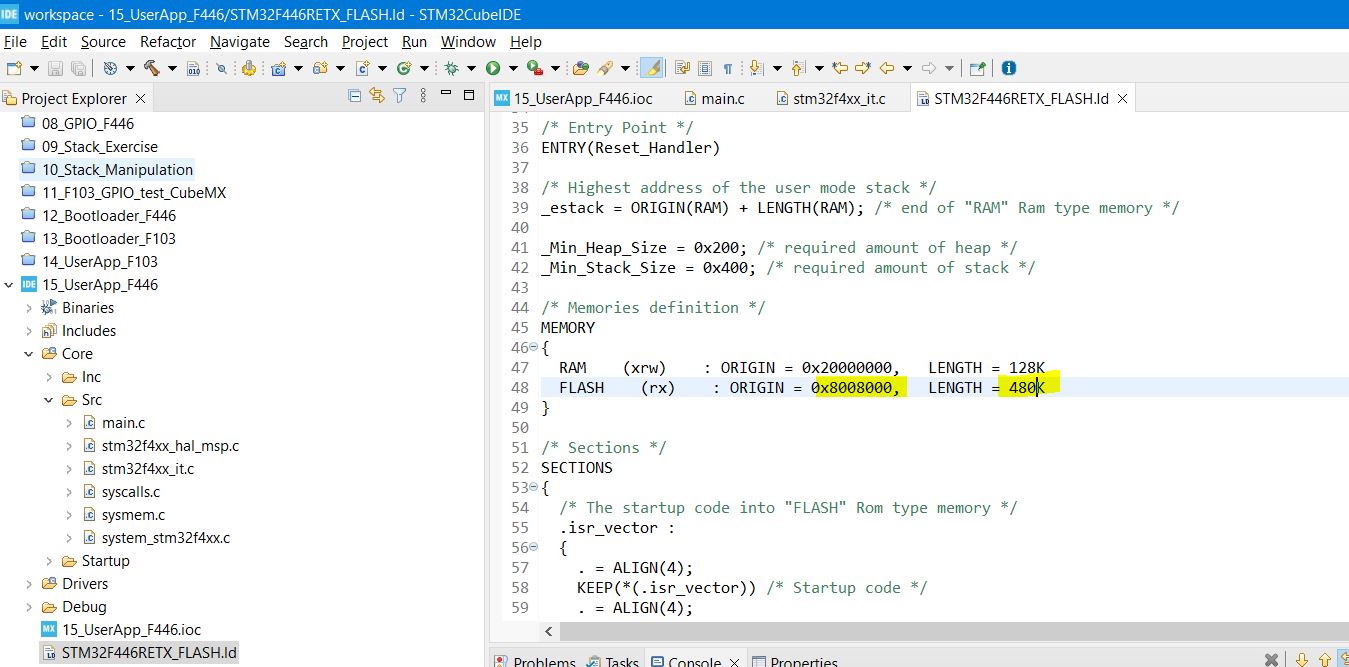 IDE workspace - 15_UserApp_F446/STM32F446RETX_FLASH.ld - STM32CubeIDE
File Edit Source Refactor Navigate Search Project Run Window Help
Project Explorer
08_GPIO_F446
09_Stack_Exercise
10_Stack_Manipulation
11_F103_GPIO_test_CubeMX
12_Bootloader_F446
13_Bootloader_F103
14_UserApp_F103
IDE 15_UserApp_F446
Binaries
Includes
Core
Inc
Src
main.c
stm32f4xx_hal_msp.c
stm32f4xx_it.c
syscalls.c
sysmem.c
system_stm32f4xx.c
Startup
Drivers
Debug
MX 15_UserApp_F446.ioc
STM32F446RETX_FLASH.ld
MX 15_UserApp_F446.ioc main.c stm32f4xx_it.c STM32F446RETX_FLASH.ld
35 /* Entry Point */
36 ENTRY(Reset_Handler)
37
38 /* Highest address of the user mode stack */
39 _estack = ORIGIN(RAM) + LENGTH(RAM); /* end of "RAM" Ram type memory */
40
41 _Min_Heap_Size = 0x200; /* required amount of heap */
42 _Min_Stack_Size = 0x400; /* required amount of stack */
43
44 /* Memories definition */
45 MEMORY
46 {
47 RAM (xrw) : ORIGIN = 0x20000000, LENGTH = 128K
48 FLASH (rx) : ORIGIN = 0x8008000, LENGTH = 480K
49 }
50
51 /* Sections */
52 SECTIONS
53 {
54 /* The startup code into "FLASH" Rom type memory */
55 .isr_vector :
56 {
57 . = ALIGN(4);
58 KEEP(*(.isr_vector)) /* Startup code */
59 . = ALIGN(4);
Problems Tasks Console Properties